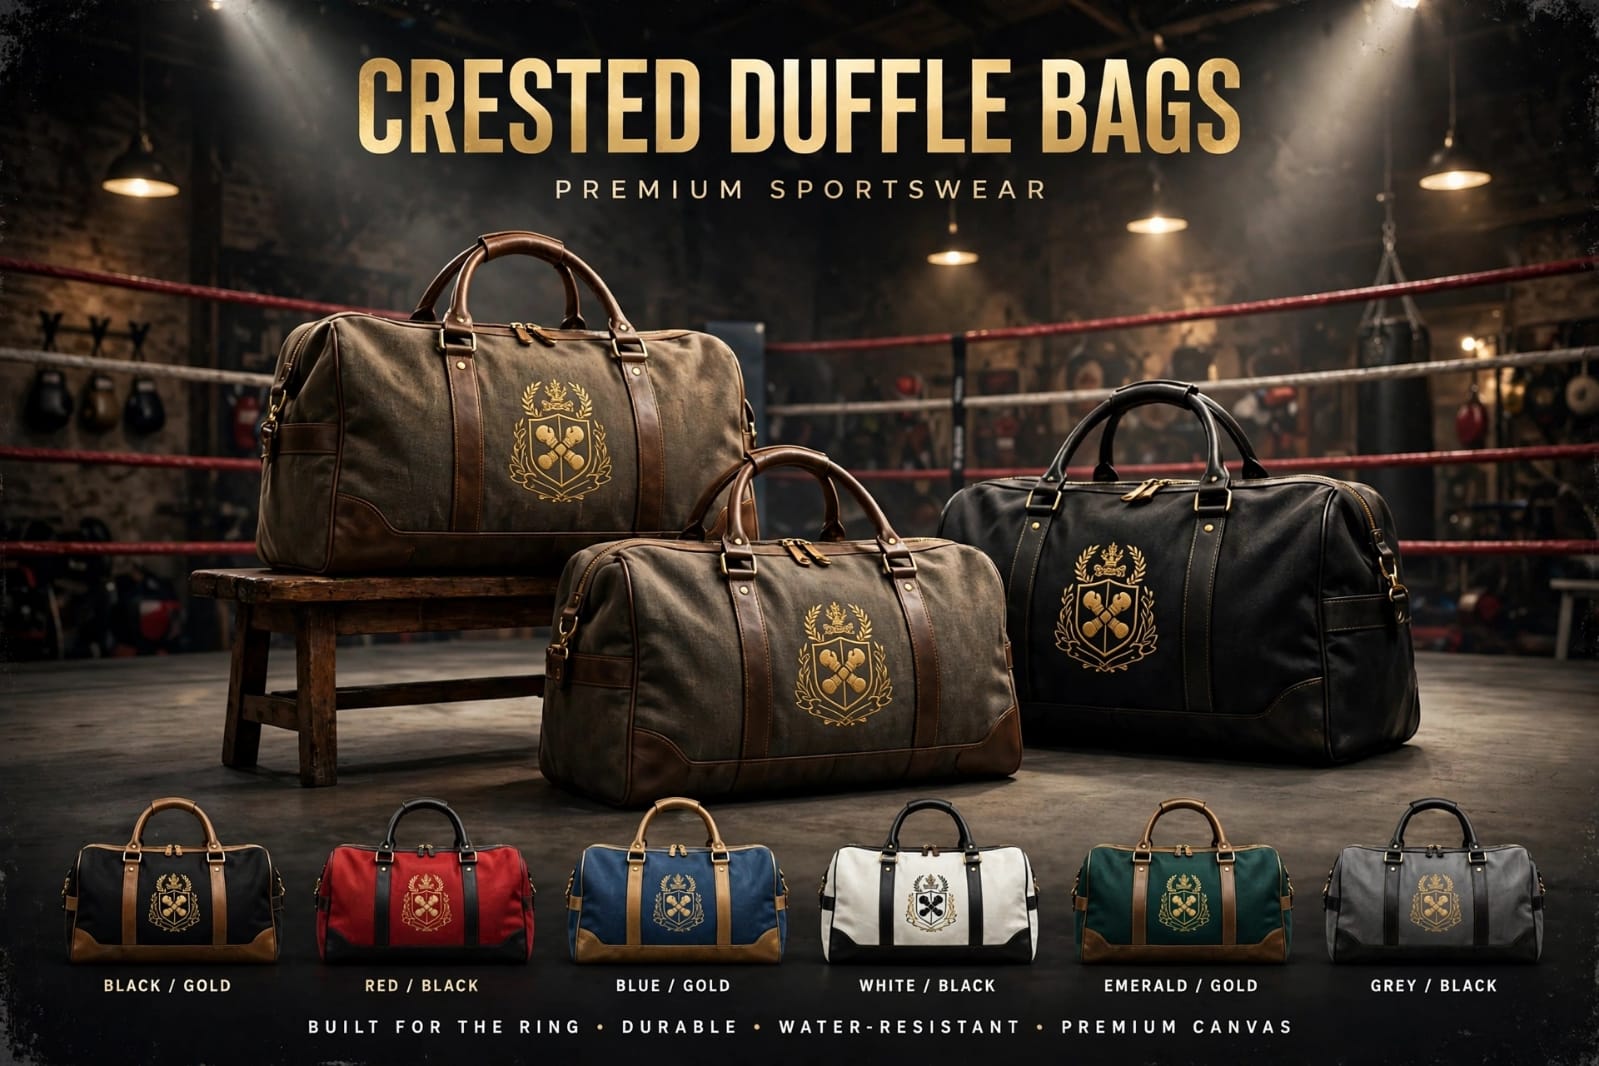 CRESTED DUFFLE BAGS
PREMIUM SPORTSWEAR
BLACK / GOLD
RED / BLACK
BLUE / GOLD
WHITE / BLACK
EMERALD / GOLD
GREY / BLACK
BUILT FOR THE RING • DURABLE • WATER-RESISTANT • PREMIUM CANVAS